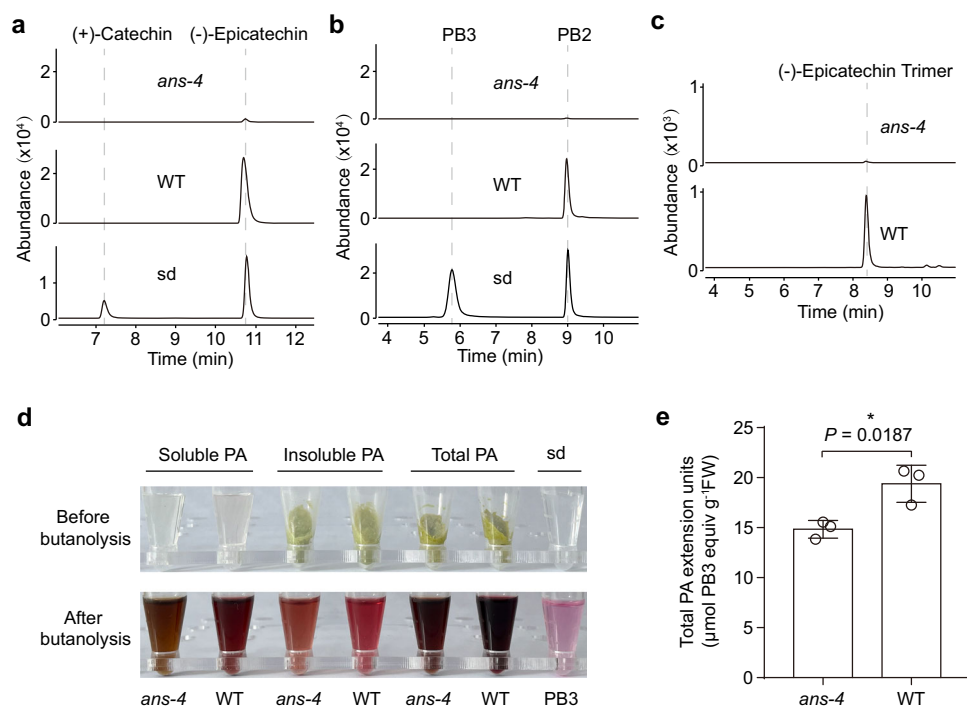 a
(+)-Catechin (-)-Epicatechin
ans-4
WT
sd
Abundance (x10⁴)
2
0
2
0
1
0
7 8 9 10 11 12
Time (min)
b
PB3 PB2
ans-4
WT
sd
Abundance (x10⁴)
2
0
2
0
2
0
4 5 6 7 8 9 10
Time (min)
c
(-)-Epicatechin Trimer
ans-4
WT
Abundance (x10³)
1
0
1
0
4 5 6 7 8 9 10
Time (min)
d
Soluble PA Insoluble PA Total PA sd
Before
butanolysis
After
butanolysis
ans-4 WT ans-4 WT ans-4 WT PB3
e
*
P = 0.0187
Total PA extension units
(μmol PB3 equiv g⁻¹FW)
25
20
15
10
5
0
ans-4 WT